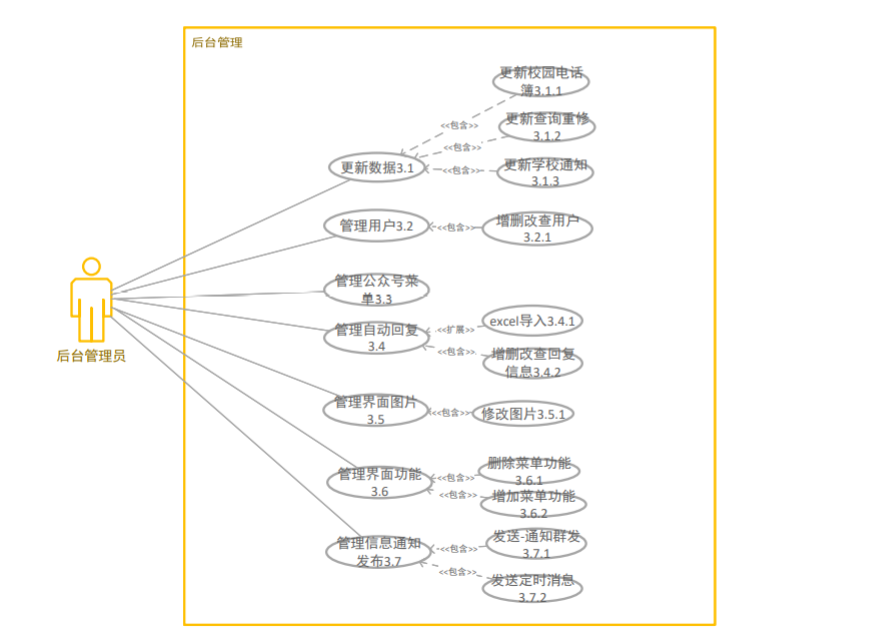 后台管理
更新校园电话
簿3.1.1
<<包含>>
更新查询重修
3.1.2
<<包含>>
更新数据3.1
<<包含>>
更新学校通知
3.1.3
管理用户3.2
<<包含>>
增删改查用户
3.2.1
管理公众号菜
单3.3
管理自动回复
3.4
<<扩展>>
excel导入3.4.1
<<包含>>
增删改查回复
信息3.4.2
后台管理员
管理界面图片
3.5
<<包含>>
修改图片3.5.1
管理界面功能
3.6
<<包含>>
删除菜单功能
3.6.1
<<包含>>
增加菜单功能
3.6.2
管理信息通知
发布3.7
<<包含>>
发送-通知群发
3.7.1
<<包含>>
发送定时消息
3.7.2